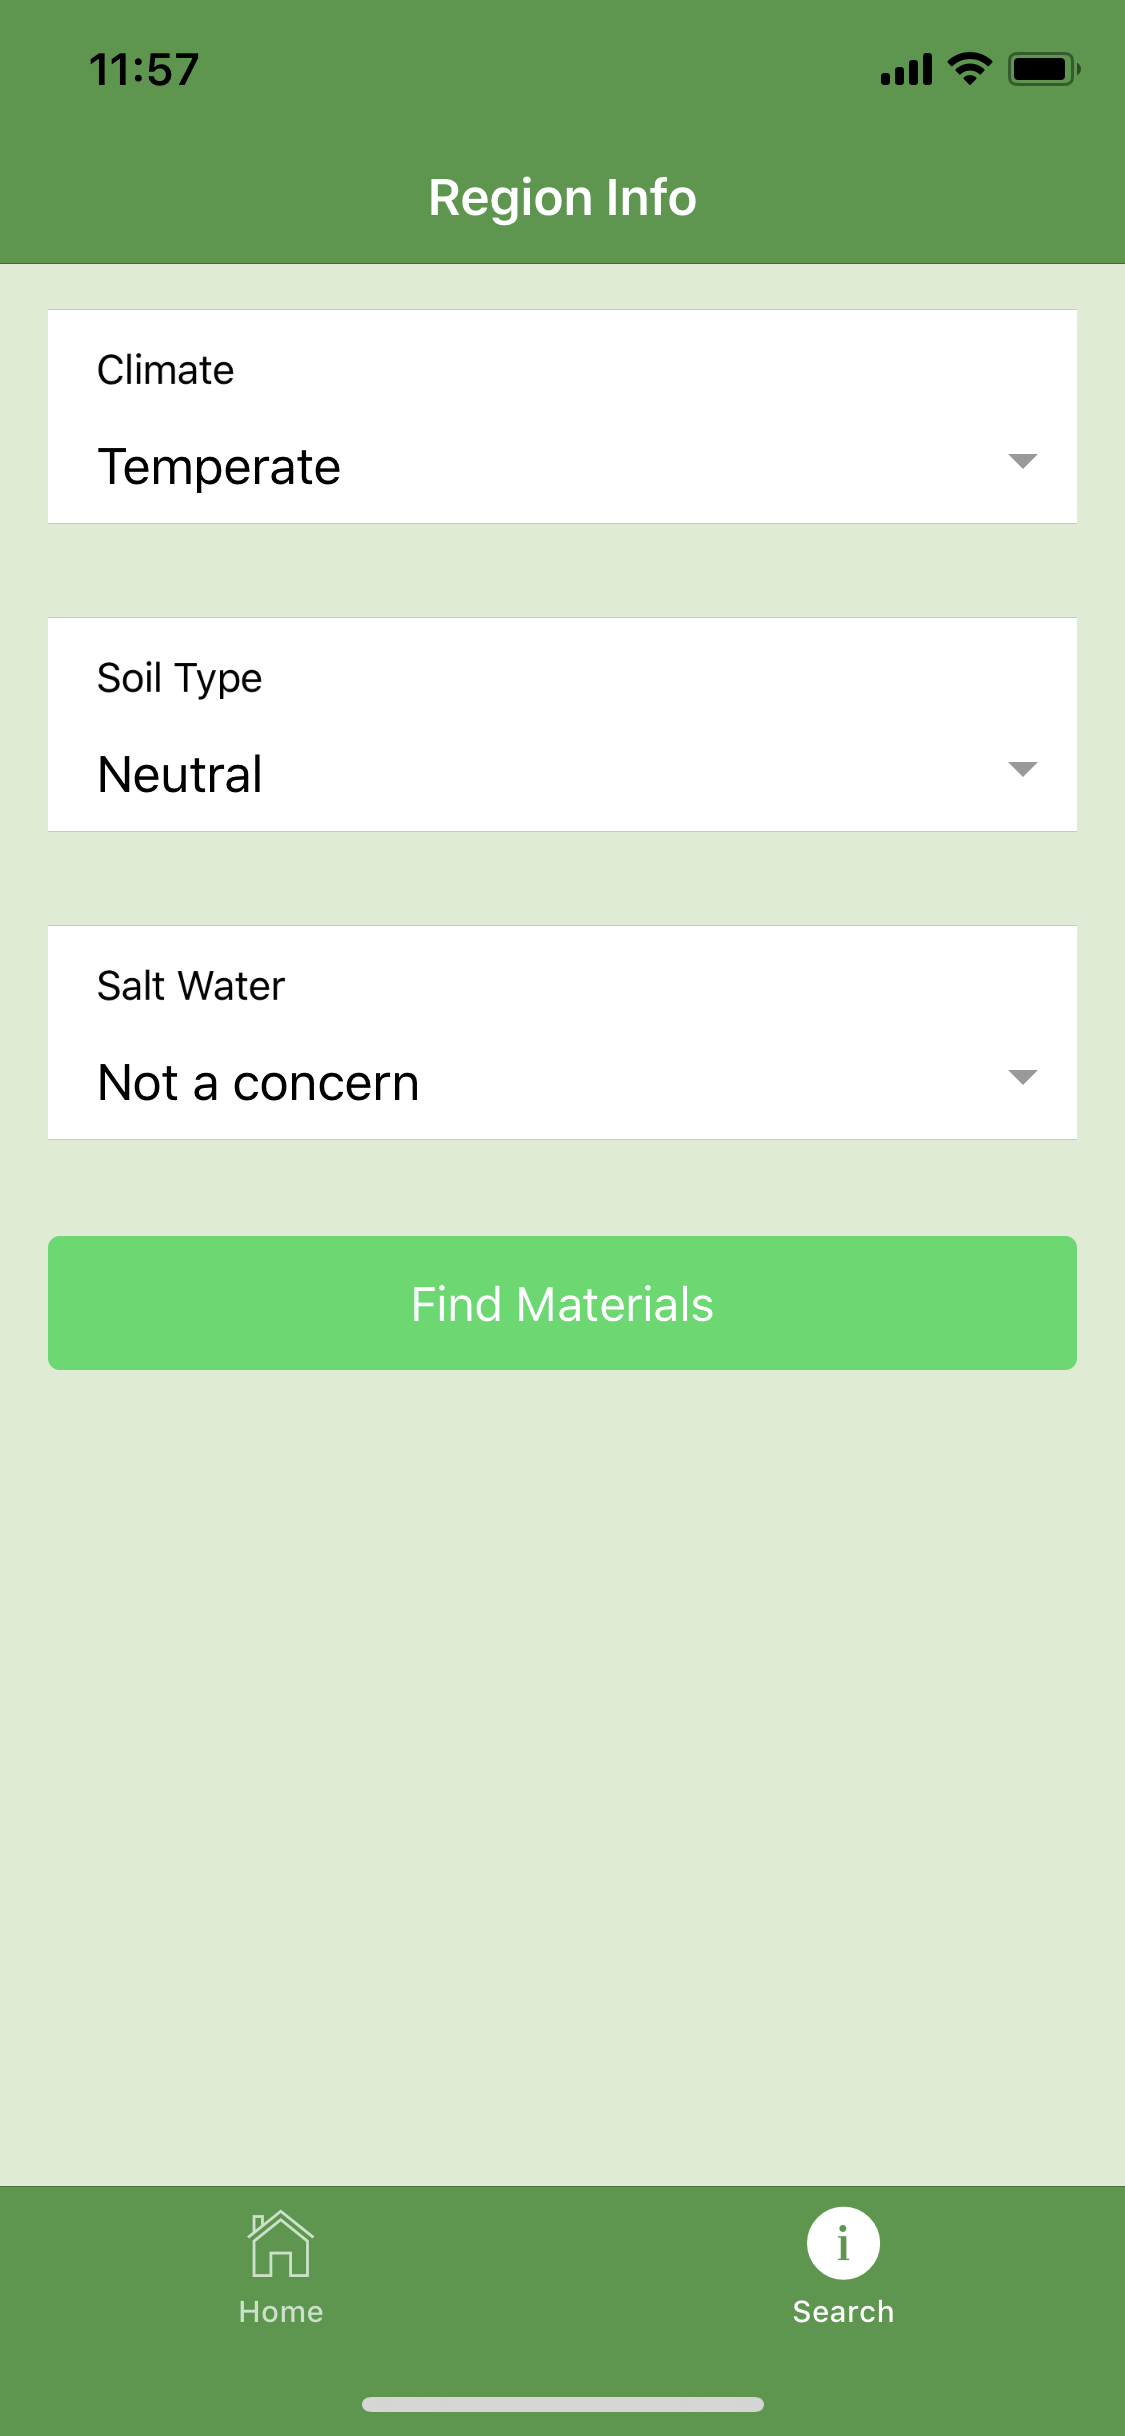 11:57
Region Info
Climate
Temperate
Soil Type
Neutral
Salt Water
Not a concern
Find Materials
Home
Search